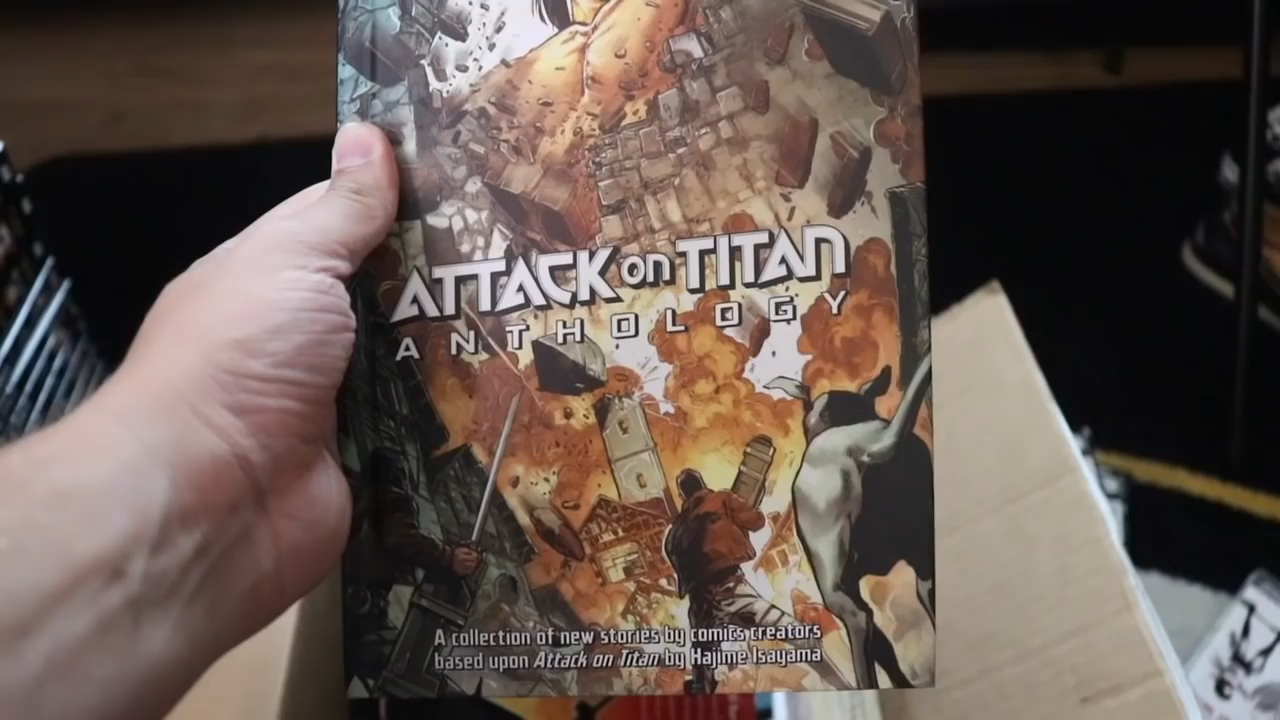 ATTACK on TITAN
ANTHOLOGY
A collection of new stories by comics creators
based upon Attack on Titan by Hajime Isayama